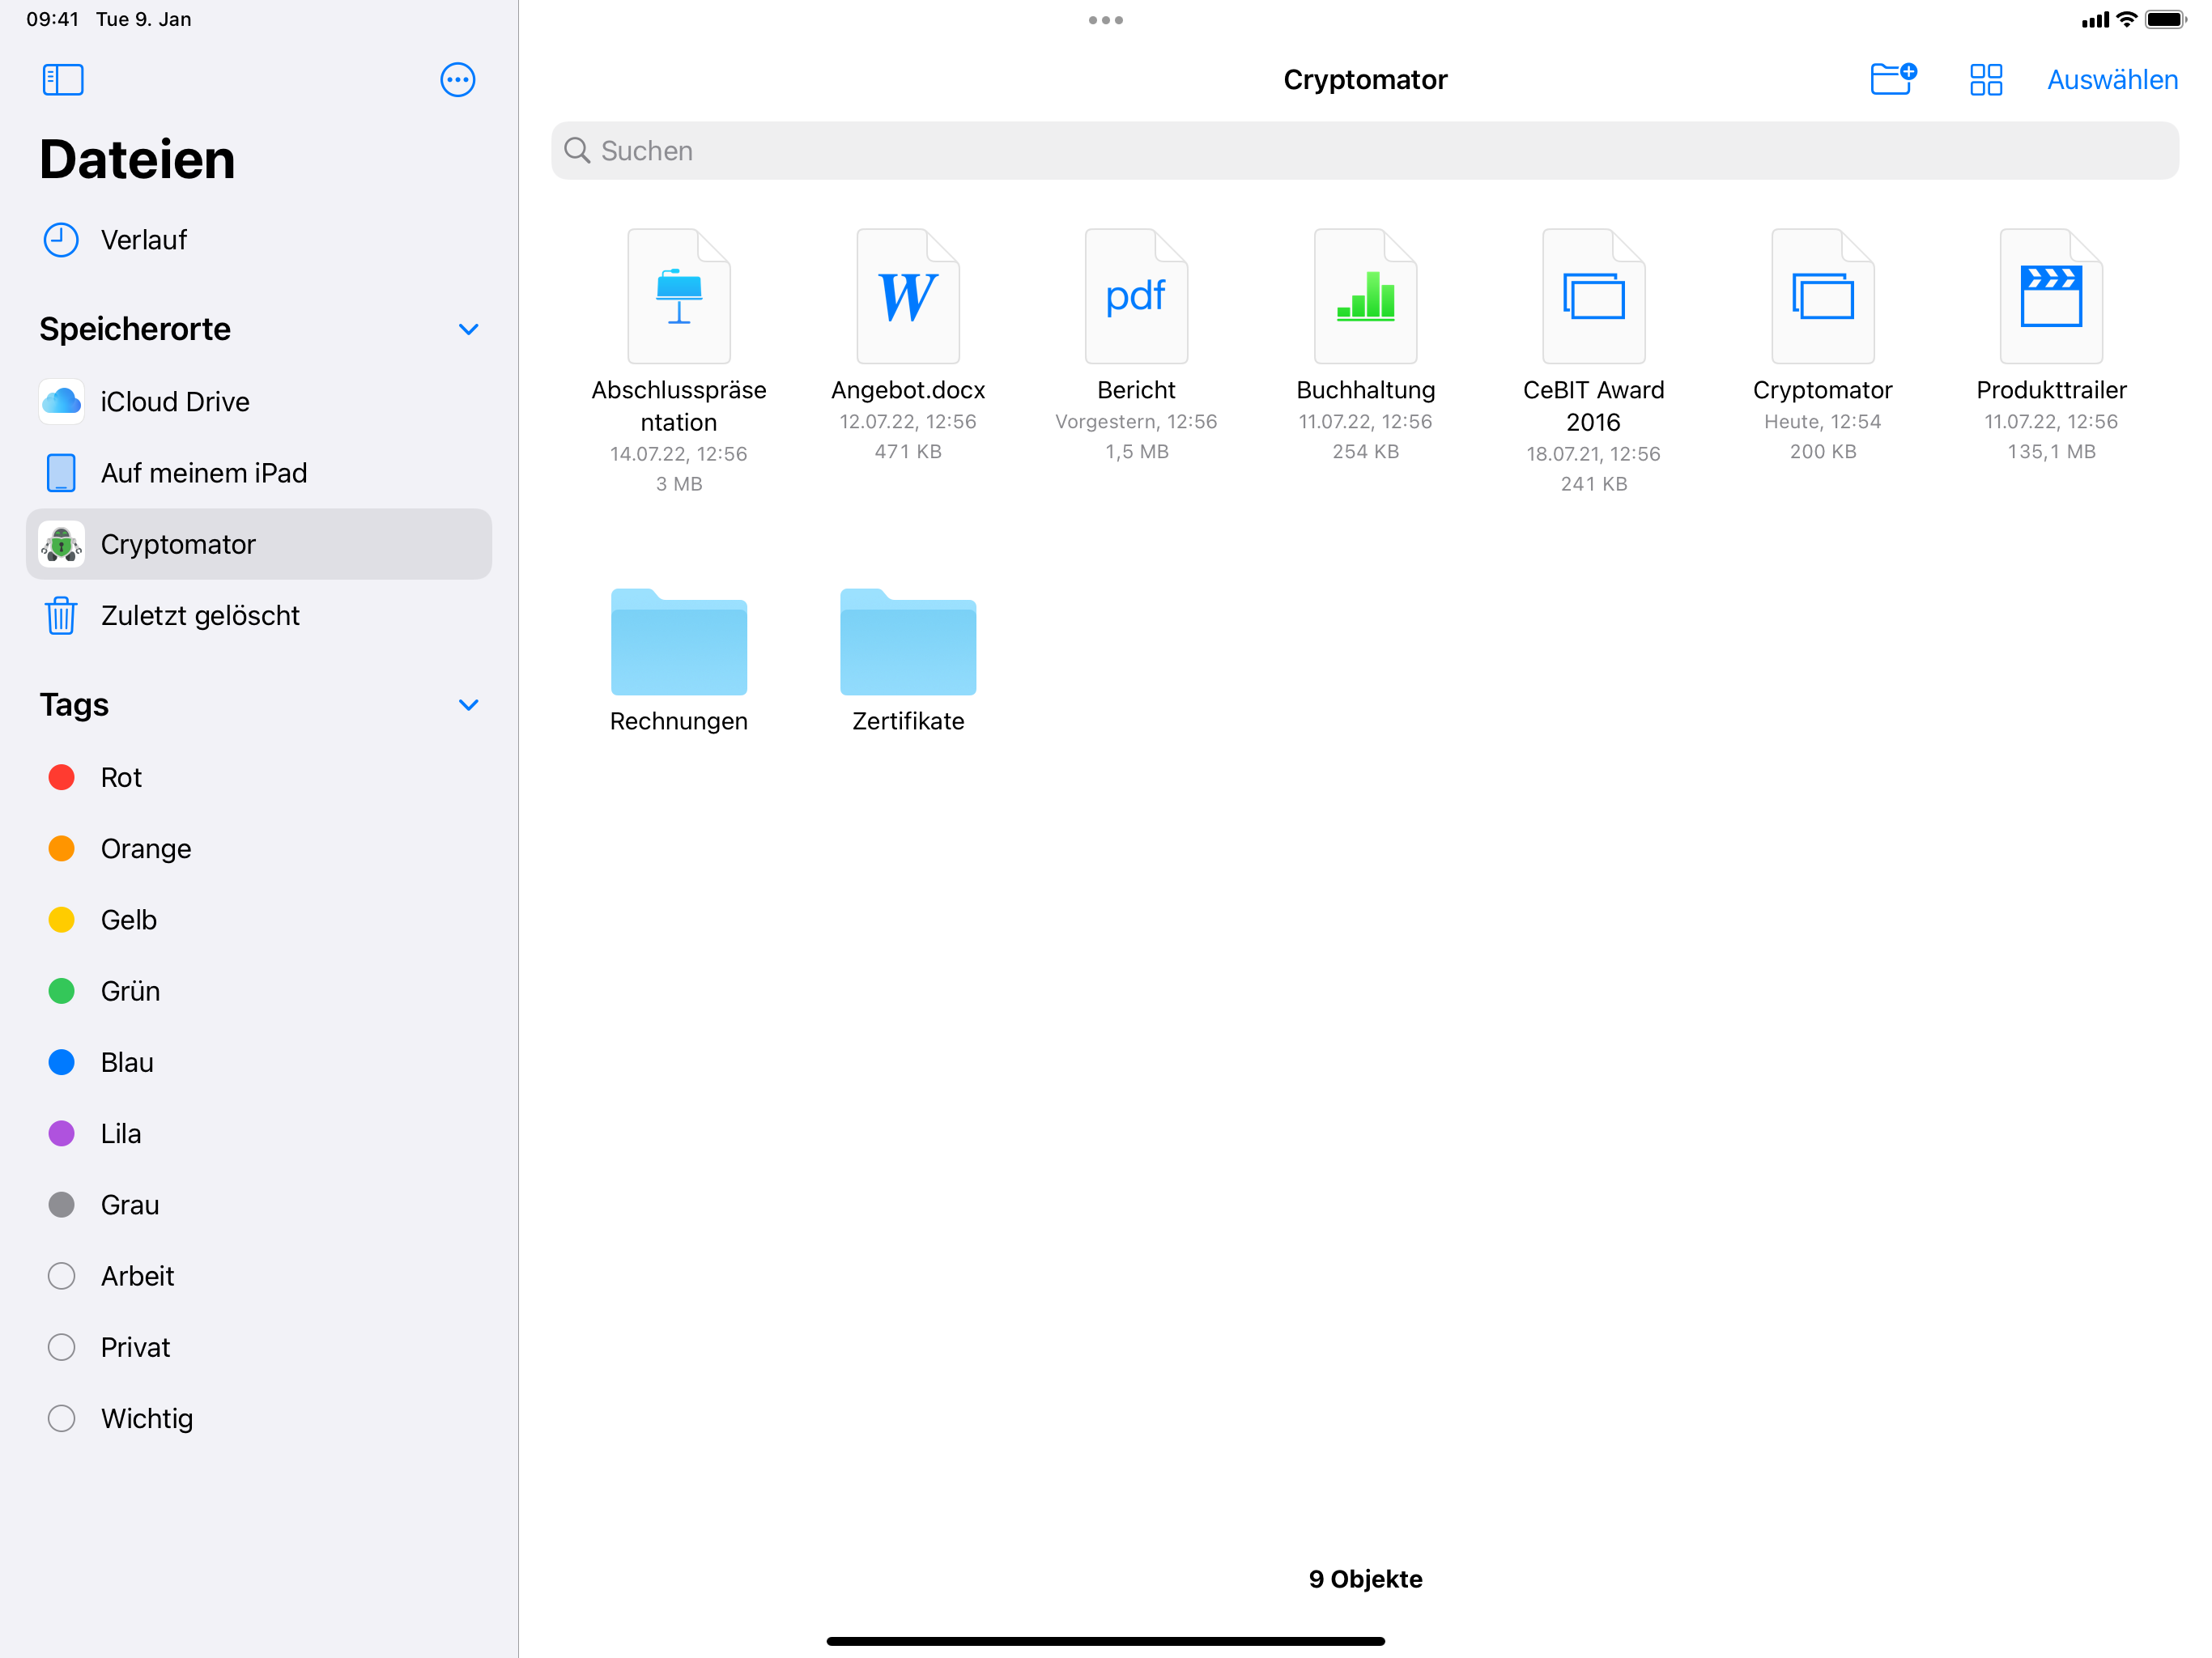 09:41 Tue 9. Jan
Dateien
Verlauf
Speicherorte
iCloud Drive
Auf meinem iPad
Cryptomator
Zuletzt gelöscht
Tags
Rot
Orange
Gelb
Grün
Blau
Lila
Grau
Arbeit
Privat
Wichtig
Cryptomator
Auswählen
Suchen
W
pdf
Abschlusspräse
ntation
14.07.22, 12:56
3 MB
Angebot.docx
12.07.22, 12:56
471 KB
Bericht
Vorgestern, 12:56
1,5 MB
Buchhaltung
11.07.22, 12:56
254 KB
CeBIT Award
2016
18.07.21, 12:56
241 KB
Cryptomator
Heute, 12:54
200 KB
Produkttrailer
11.07.22, 12:56
135,1 MB
Rechnungen
Zertifikate
9 Objekte